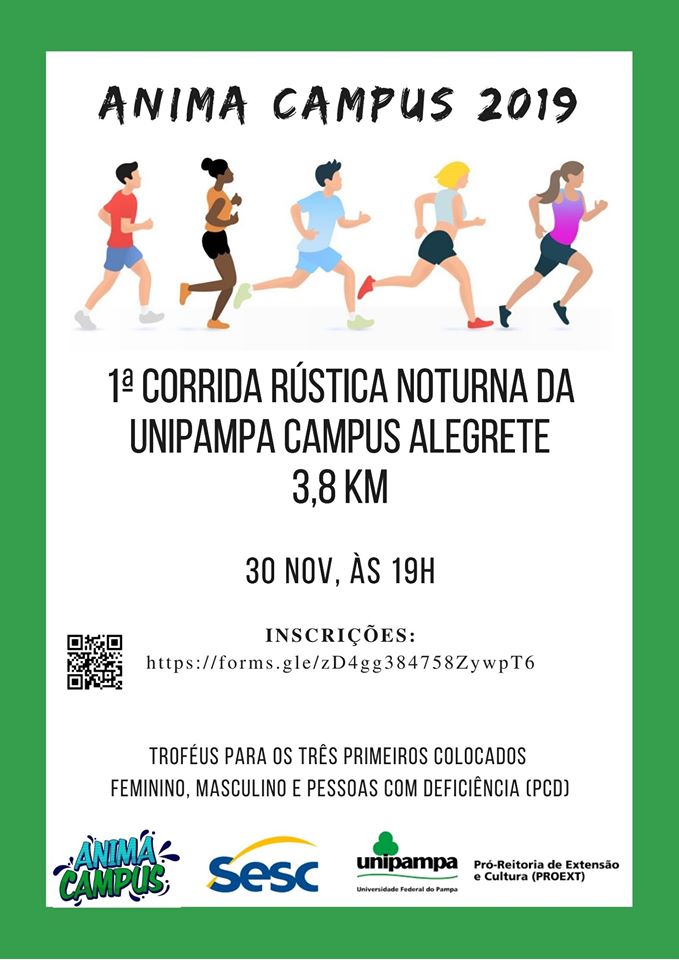 ANIMA CAMPUS 2019
1ª CORRIDA RÚSTICA NOTURNA DA
UNIPAMPA CAMPUS ALEGRETE
3,8 KM
30 NOV, ÀS 19H
INSCRIÇÕES:
https://forms.gle/zD4gg384758ZywpT6
TROFÉUS PARA OS TRÊS PRIMEIROS COLOCADOS
FEMININO, MASCULINO E PESSOAS COM DEFICIÊNCIA (PCD)
ANIMA
CAMPUS
sesc
unipampa
Universidade Federal do Pampa
Pró-Reitoria de Extensão
e Cultura (PROEXT)